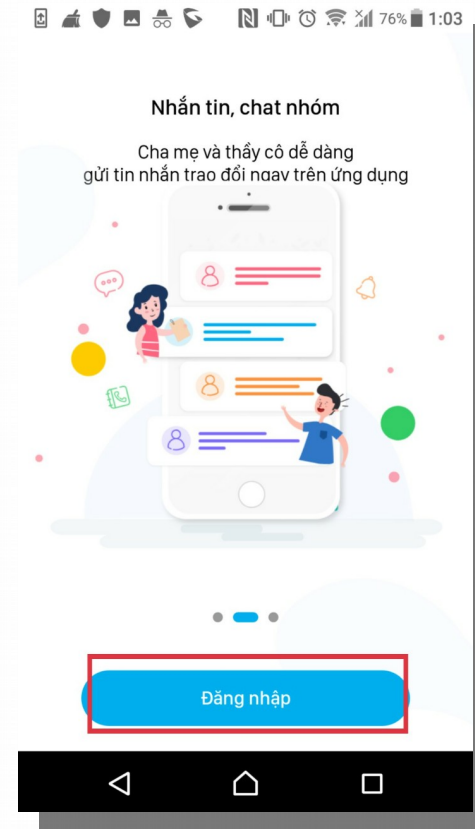 76% 1:03
Nhắn tin, chat nhóm
Cha mẹ và thầy cô dễ dàng
gửi tin nhắn trao đổi ngay trên ứng dụng
Đăng nhập